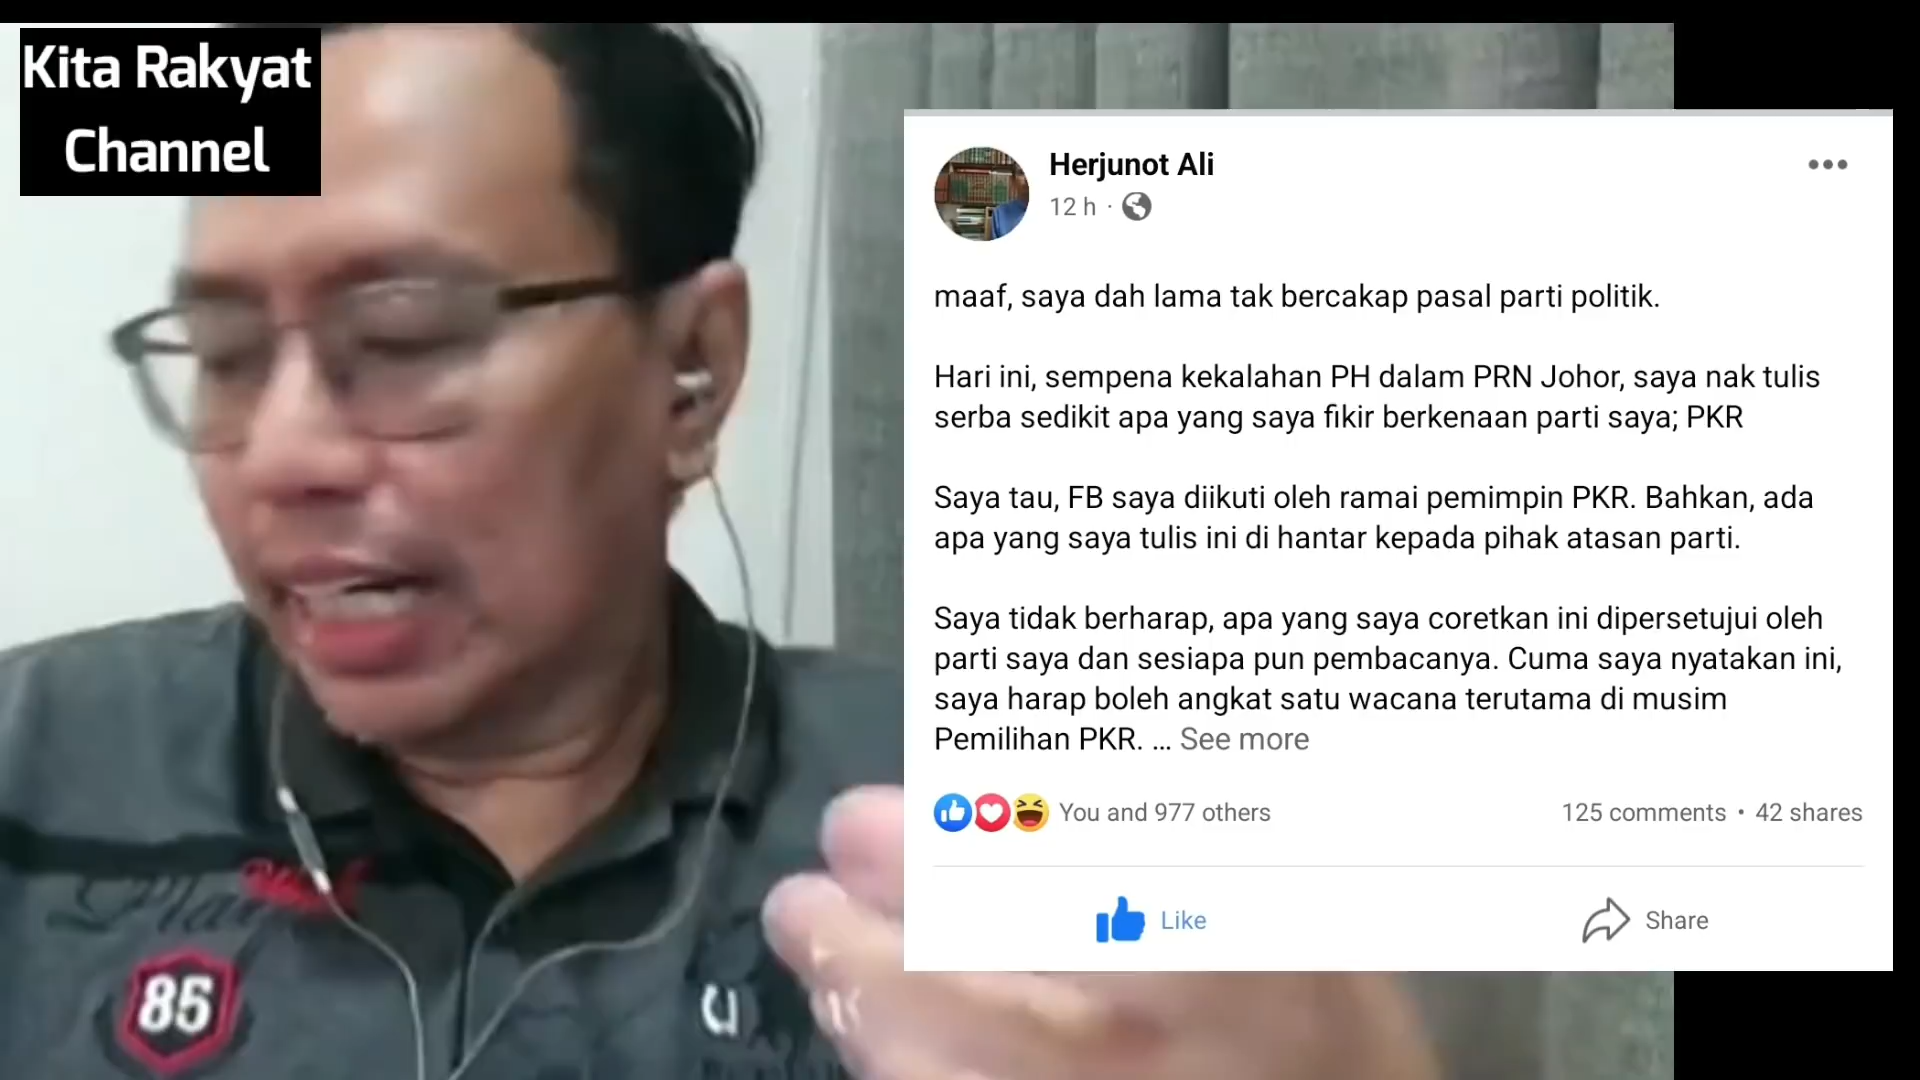 Kita Rakyat
Channel
Herjunot Ali
12 h ·
maaf, saya dah lama tak bercakap pasal parti politik.
Hari ini, sempena kekalahan PH dalam PRN Johor, saya nak tulis
serba sedikit apa yang saya fikir berkenaan parti saya; PKR
Saya tau, FB saya diikuti oleh ramai pemimpin PKR. Bahkan, ada
apa yang saya tulis ini di hantar kepada pihak atasan parti.
Saya tidak berharap, apa yang saya coretkan ini dipersetujui oleh
parti saya dan sesiapa pun pembacanya. Cuma saya nyatakan ini,
saya harap boleh angkat satu wacana terutama di musim
Pemilihan PKR. ... See more
You and 977 others 125 comments • 42 shares
Like Share
85